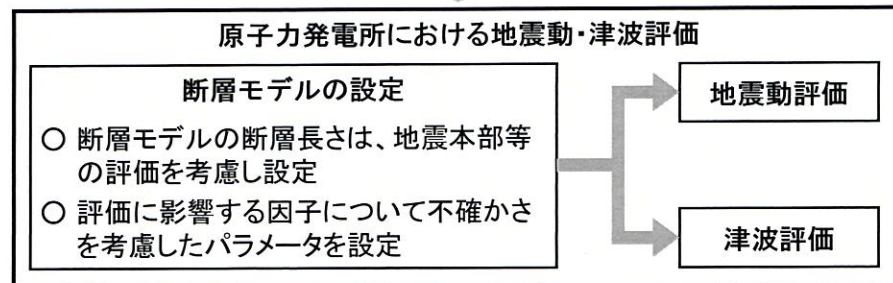 原子力発電所における地震動・津波評価
断層モデルの設定
○ 断層モデルの断層長さは、地震本部等
の評価を考慮し設定
○ 評価に影響する因子について不確かさ
を考慮したパラメータを設定
地震動評価
津波評価